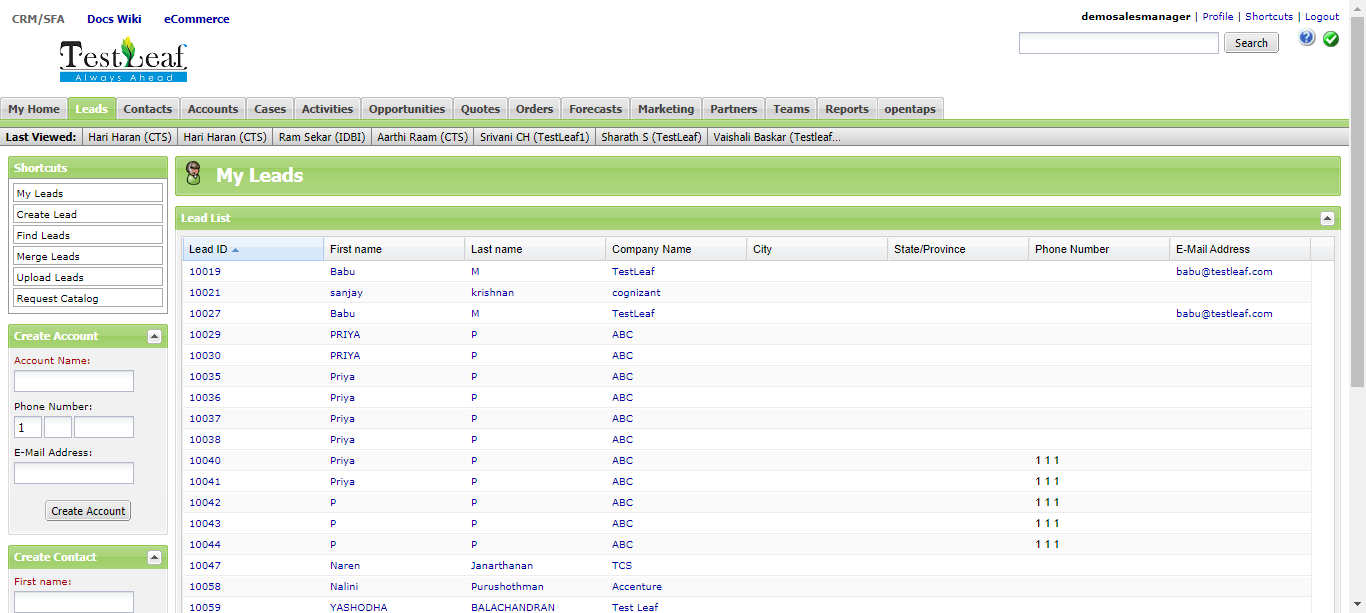 CRM/SFA Docs Wiki eCommerce
demosalesmanager | Profile | Shortcuts | Logout
Search
TestLeaf
Always Ahead
My Home Leads Contacts Accounts Cases Activities Opportunities Quotes Orders Forecasts Marketing Partners Teams Reports opentaps
Last Viewed: Hari Haran (CTS) Hari Haran (CTS) Ram Sekar (IDBI) Aarthi Raam (CTS) Srivani CH (TestLeaf1) Sharath S (TestLeaf) Vaishali Baskar (Testleaf...
Shortcuts
My Leads
Create Lead
Find Leads
Merge Leads
Upload Leads
Request Catalog
Create Account
Account Name:
Phone Number:
1
E-Mail Address:
Create Account
Create Contact
First name:
My Leads
Lead List
Lead ID First name Last name Company Name City State/Province Phone Number E-Mail Address
10019 Babu M TestLeaf babu@testleaf.com
10021 sanjay krishnan cognizant
10027 Babu M TestLeaf babu@testleaf.com
10029 PRIYA P ABC
10030 PRIYA P ABC
10035 Priya P ABC
10036 Priya P ABC
10037 Priya P ABC
10038 Priya P ABC
10040 Priya P ABC 1 1 1
10041 Priya P ABC 1 1 1
10042 P P ABC 1 1 1
10043 P P ABC 1 1 1
10044 P P ABC 1 1 1
10047 Naren Janarthanan TCS
10058 Nalini Purushothman Accenture
10059 YASHODHA BALACHANDRAN Test Leaf